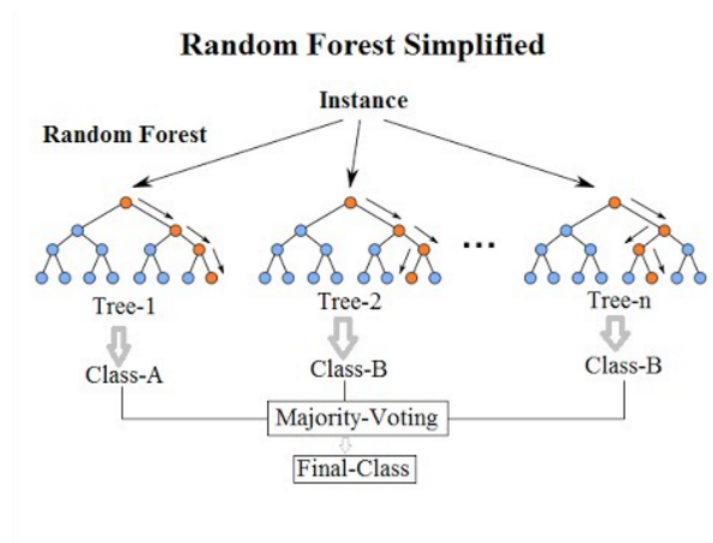 Random Forest Simplified
Instance
Random Forest
...
Tree-1
Tree-2
Tree-n
Class-A
Class-B
Class-B
Majority-Voting
Final-Class